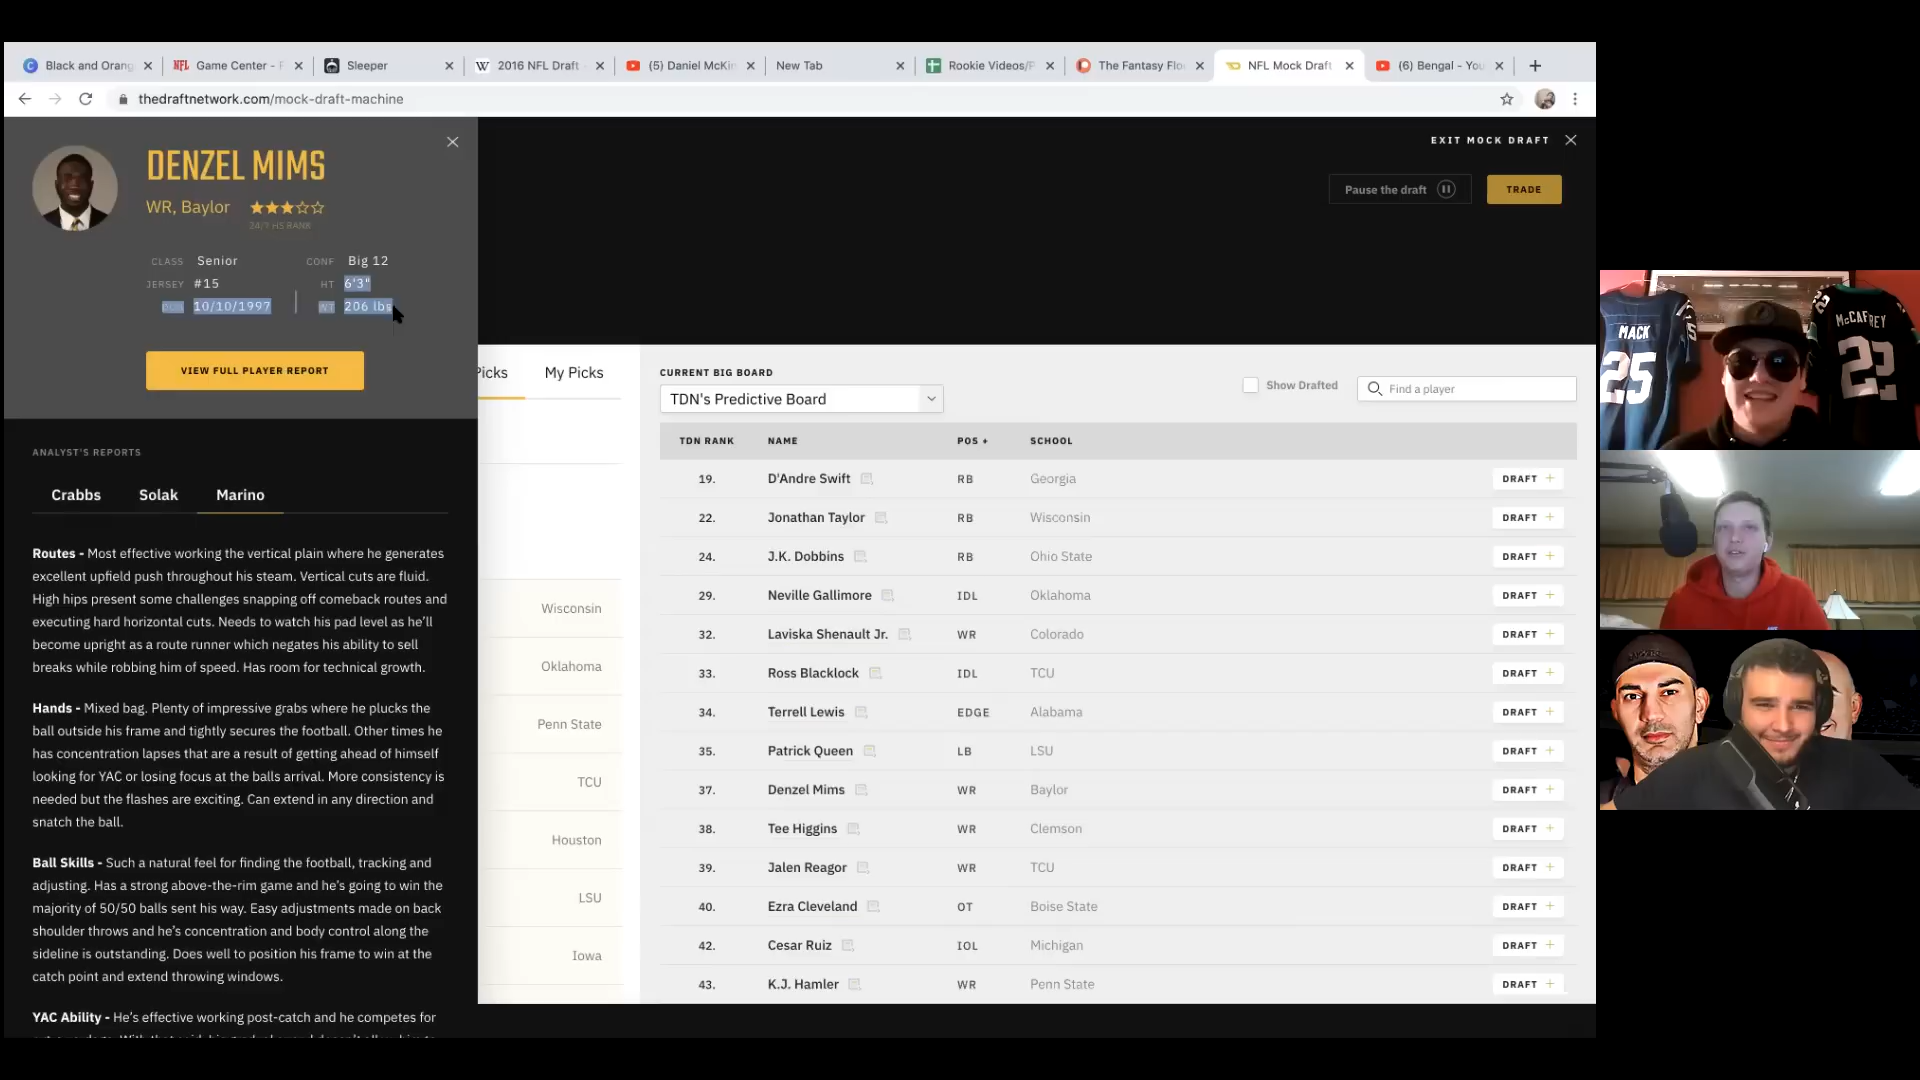 Black and Orang
Game Center - F
Sleeper
2016 NFL Draft -
(5) Daniel McKin
New Tab
Rookie Videos/P
The Fantasy Flo
NFL Mock Draft
(6) Bengal - You
thedraftnetwork.com/mock-draft-machine
EXIT MOCK DRAFT
Pause the draft
TRADE
DENZEL MIMS
WR, Baylor
24/7 HS RANK
CLASS Senior CONF Big 12
JERSEY #15 HT 6'3"
DOB 10/10/1997 WT 206 lbs
VIEW FULL PLAYER REPORT
ANALYST'S REPORTS
Crabbs Solak Marino
Routes - Most effective working the vertical plain where he generates
excellent upfield push throughout his steam. Vertical cuts are fluid.
High hips present some challenges snapping off comeback routes and
executing hard horizontal cuts. Needs to watch his pad level as he'll
become upright as a route runner which negates his ability to sell
breaks while robbing him of speed. Has room for technical growth.
Hands - Mixed bag. Plenty of impressive grabs where he plucks the
ball outside his frame and tightly secures the football. Other times he
has concentration lapses that are a result of getting ahead of himself
looking for YAC or losing focus at the balls arrival. More consistency is
needed but the flashes are exciting. Can extend in any direction and
snatch the ball.
Ball Skills - Such a natural feel for finding the football, tracking and
adjusting. Has a strong above-the-rim game and he's going to win the
majority of 50/50 balls sent his way. Easy adjustments made on back
shoulder throws and he's concentration and body control along the
sideline is outstanding. Does well to position his frame to win at the
catch point and extend throwing windows.
YAC Ability - He's effective working post-catch and he competes for
Picks My Picks
Wisconsin
Oklahoma
Penn State
TCU
Houston
LSU
Iowa
CURRENT BIG BOARD
TDN's Predictive Board
Show Drafted
Find a player
TDN RANK NAME POS + SCHOOL
19. D'Andre Swift RB Georgia DRAFT +
22. Jonathan Taylor RB Wisconsin DRAFT +
24. J.K. Dobbins RB Ohio State DRAFT +
29. Neville Gallimore IDL Oklahoma DRAFT +
32. Laviska Shenault Jr. WR Colorado DRAFT +
33. Ross Blacklock IDL TCU DRAFT +
34. Terrell Lewis EDGE Alabama DRAFT +
35. Patrick Queen LB LSU DRAFT +
37. Denzel Mims WR Baylor DRAFT +
38. Tee Higgins WR Clemson DRAFT +
39. Jalen Reagor WR TCU DRAFT +
40. Ezra Cleveland OT Boise State DRAFT +
42. Cesar Ruiz IOL Michigan DRAFT +
43. K.J. Hamler WR Penn State DRAFT +
MACK
25
McCAFFREY
22